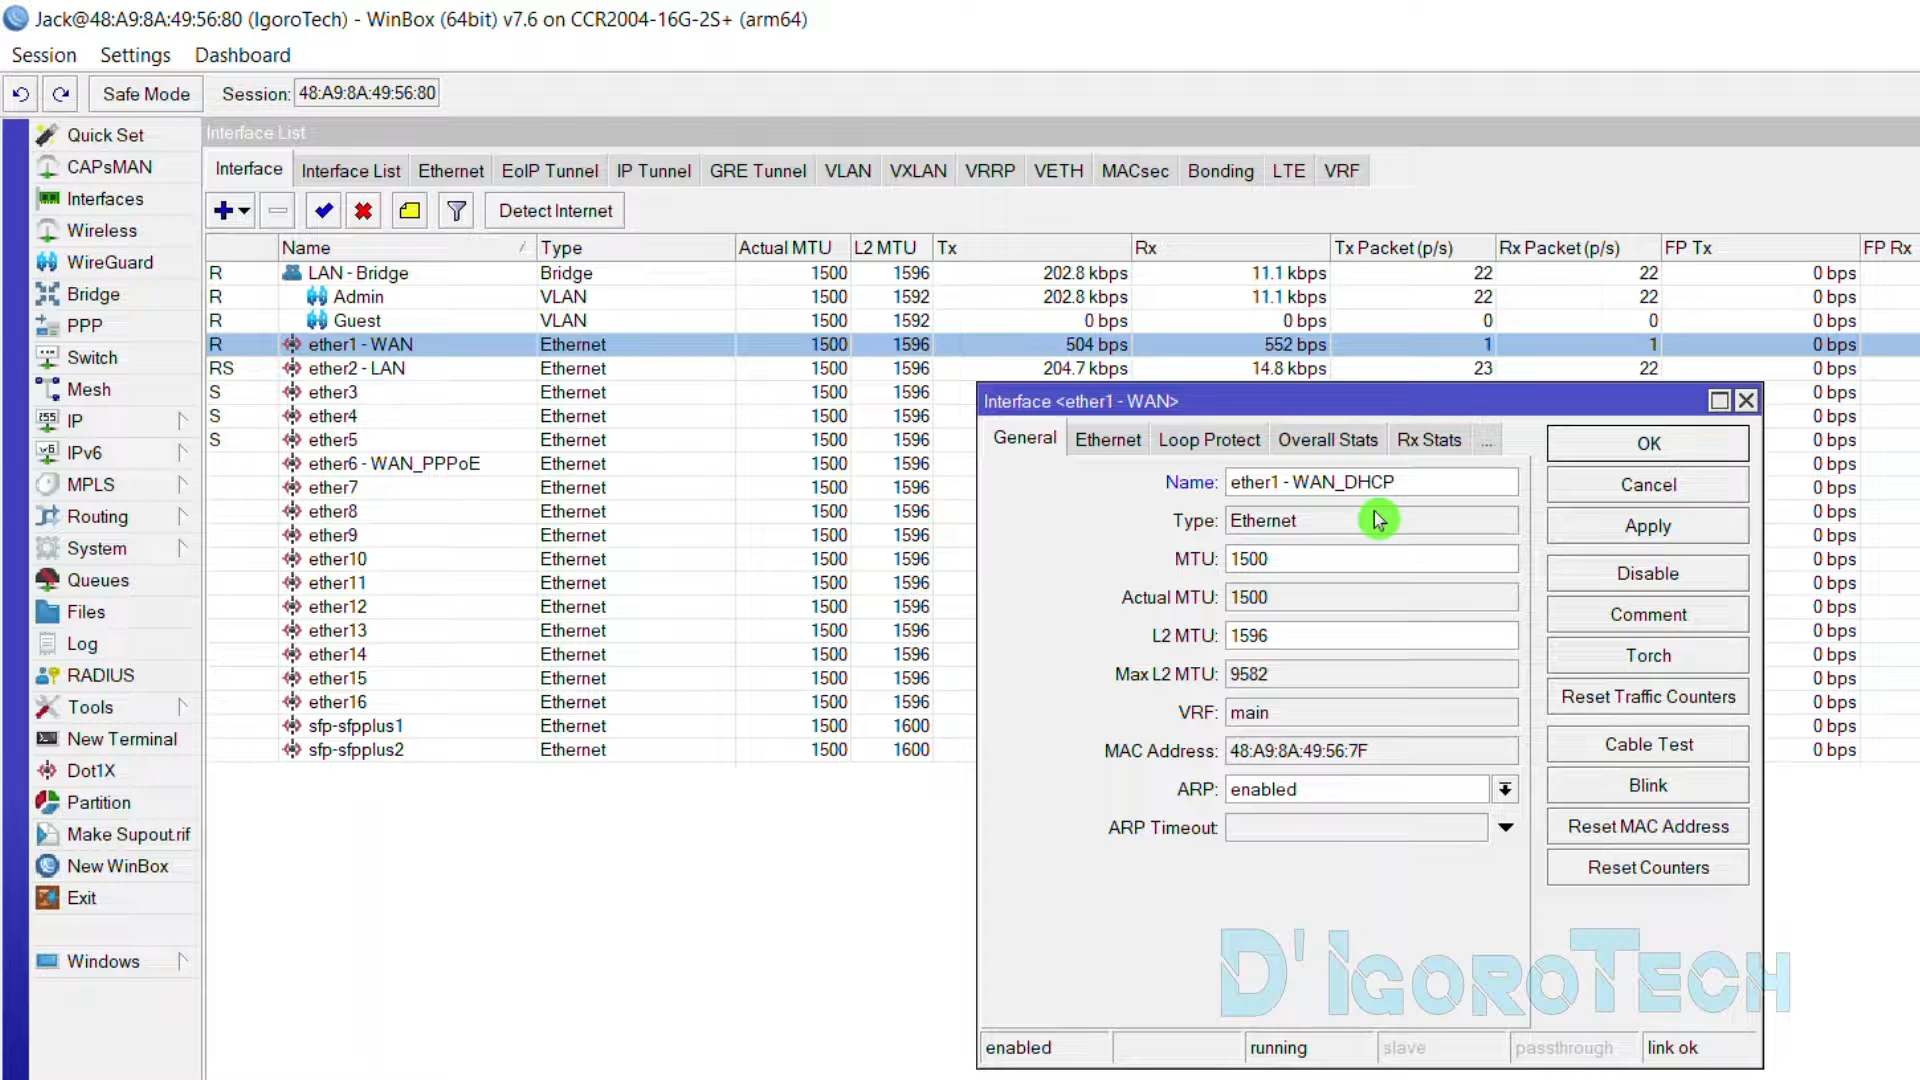 Jack@48:A9:8A:49:56:80 (IgoroTech) - WinBox (64bit) v7.6 on CCR2004-16G-2S+ (arm64)
Session Settings Dashboard
Safe Mode Session: 48:A9:8A:49:56:80
Quick Set
CAPsMAN
Interfaces
Wireless
WireGuard
Bridge
PPP
Switch
Mesh
IP
IPv6
MPLS
Routing
System
Queues
Files
Log
RADIUS
Tools
New Terminal
Dot1X
Partition
Make Supout.rif
New WinBox
Exit
Windows
Interface List
Interface Interface List Ethernet EoIP Tunnel IP Tunnel GRE Tunnel VLAN VXLAN VRRP VETH MACsec Bonding LTE VRF
Detect Internet
Name Type Actual MTU L2 MTU Tx Rx Tx Packet (p/s) Rx Packet (p/s) FP Tx FP Rx
R LAN - Bridge Bridge 1500 1596 202.8 kbps 11.1 kbps 22 22 0 bps
R Admin VLAN 1500 1592 202.8 kbps 11.1 kbps 22 22 0 bps
R Guest VLAN 1500 1592 0 bps 0 bps 0 0 0 bps
R ether1 - WAN Ethernet 1500 1596 504 bps 552 bps 1 1 0 bps
RS ether2 - LAN Ethernet 1500 1596 204.7 kbps 14.8 kbps 23 22 0 bps
S ether3 Ethernet 1500 1596 0 bps
S ether4 Ethernet 1500 1596 0 bps
S ether5 Ethernet 1500 1596 0 bps
ether6 - WAN_PPPoE Ethernet 1500 1596 0 bps
ether7 Ethernet 1500 1596 0 bps
ether8 Ethernet 1500 1596 0 bps
ether9 Ethernet 1500 1596 0 bps
ether10 Ethernet 1500 1596 0 bps
ether11 Ethernet 1500 1596 0 bps
ether12 Ethernet 1500 1596 0 bps
ether13 Ethernet 1500 1596 0 bps
ether14 Ethernet 1500 1596 0 bps
ether15 Ethernet 1500 1596 0 bps
ether16 Ethernet 1500 1596 0 bps
sfp-sfpplus1 Ethernet 1500 1600 0 bps
sfp-sfpplus2 Ethernet 1500 1600 0 bps
Interface <ether1 - WAN>
General Ethernet Loop Protect Overall Stats Rx Stats ...
Name: ether1 - WAN_DHCP
Type: Ethernet
MTU: 1500
Actual MTU: 1500
L2 MTU: 1596
Max L2 MTU: 9582
VRF: main
MAC Address: 48:A9:8A:49:56:7F
ARP: enabled
ARP Timeout:
OK
Cancel
Apply
Disable
Comment
Torch
Reset Traffic Counters
Cable Test
Blink
Reset MAC Address
Reset Counters
D'IGOROTECH
enabled running slave passthrough link ok